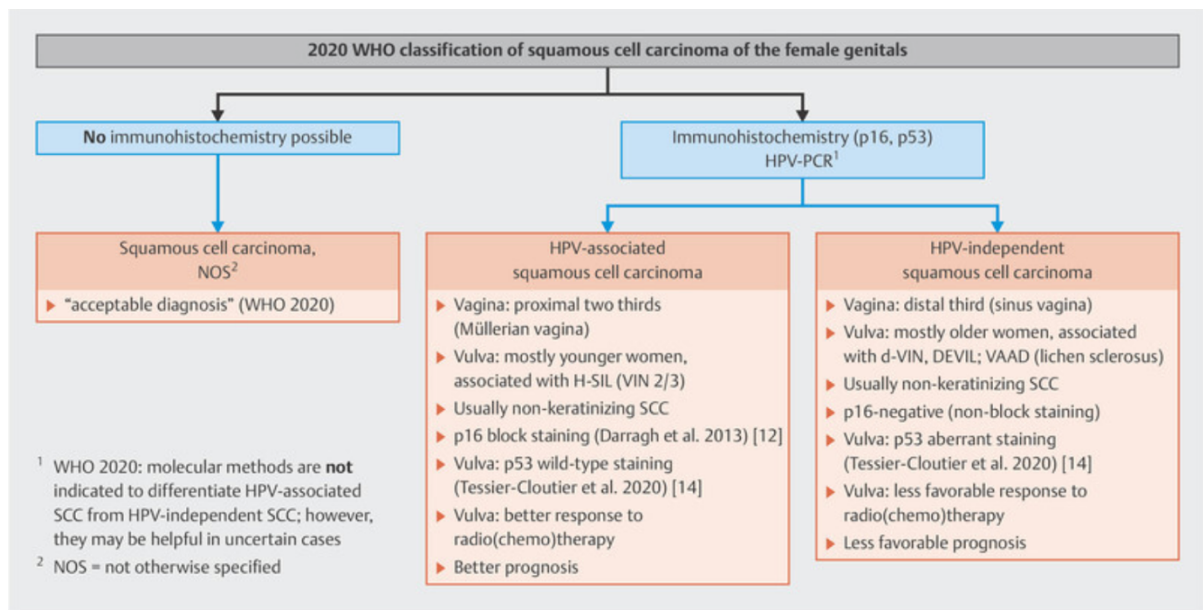 2020 WHO classification of squamous cell carcinoma of the female genitals
No immunohistochemistry possible
Immunohistochemistry (p16, p53)
HPV-PCR1
Squamous cell carcinoma,
NOS2
▶ “acceptable diagnosis” (WHO 2020)
HPV-associated
squamous cell carcinoma
▶ Vagina: proximal two thirds
(Müllerian vagina)
▶ Vulva: mostly younger women,
associated with H-SIL (VIN 2/3)
▶ Usually non-keratinizing SCC
▶ p16 block staining (Darragh et al. 2013) [12]
▶ Vulva: p53 wild-type staining
(Tessier-Cloutier et al. 2020) [14]
▶ Vulva: better response to
radio(chemo)therapy
▶ Better prognosis
HPV-independent
squamous cell carcinoma
▶ Vagina: distal third (sinus vagina)
▶ Vulva: mostly older women, associated
with d-VIN, DEVIL; VAAD (lichen sclerosus)
▶ Usually non-keratinizing SCC
▶ p16-negative (non-block staining)
▶ Vulva: p53 aberrant staining
(Tessier-Cloutier et al. 2020) [14]
▶ Vulva: less favorable response to
radio(chemo)therapy
▶ Less favorable prognosis
1 WHO 2020: molecular methods are not
indicated to differentiate HPV-associated
SCC from HPV-independent SCC; however,
they may be helpful in uncertain cases
2 NOS = not otherwise specified